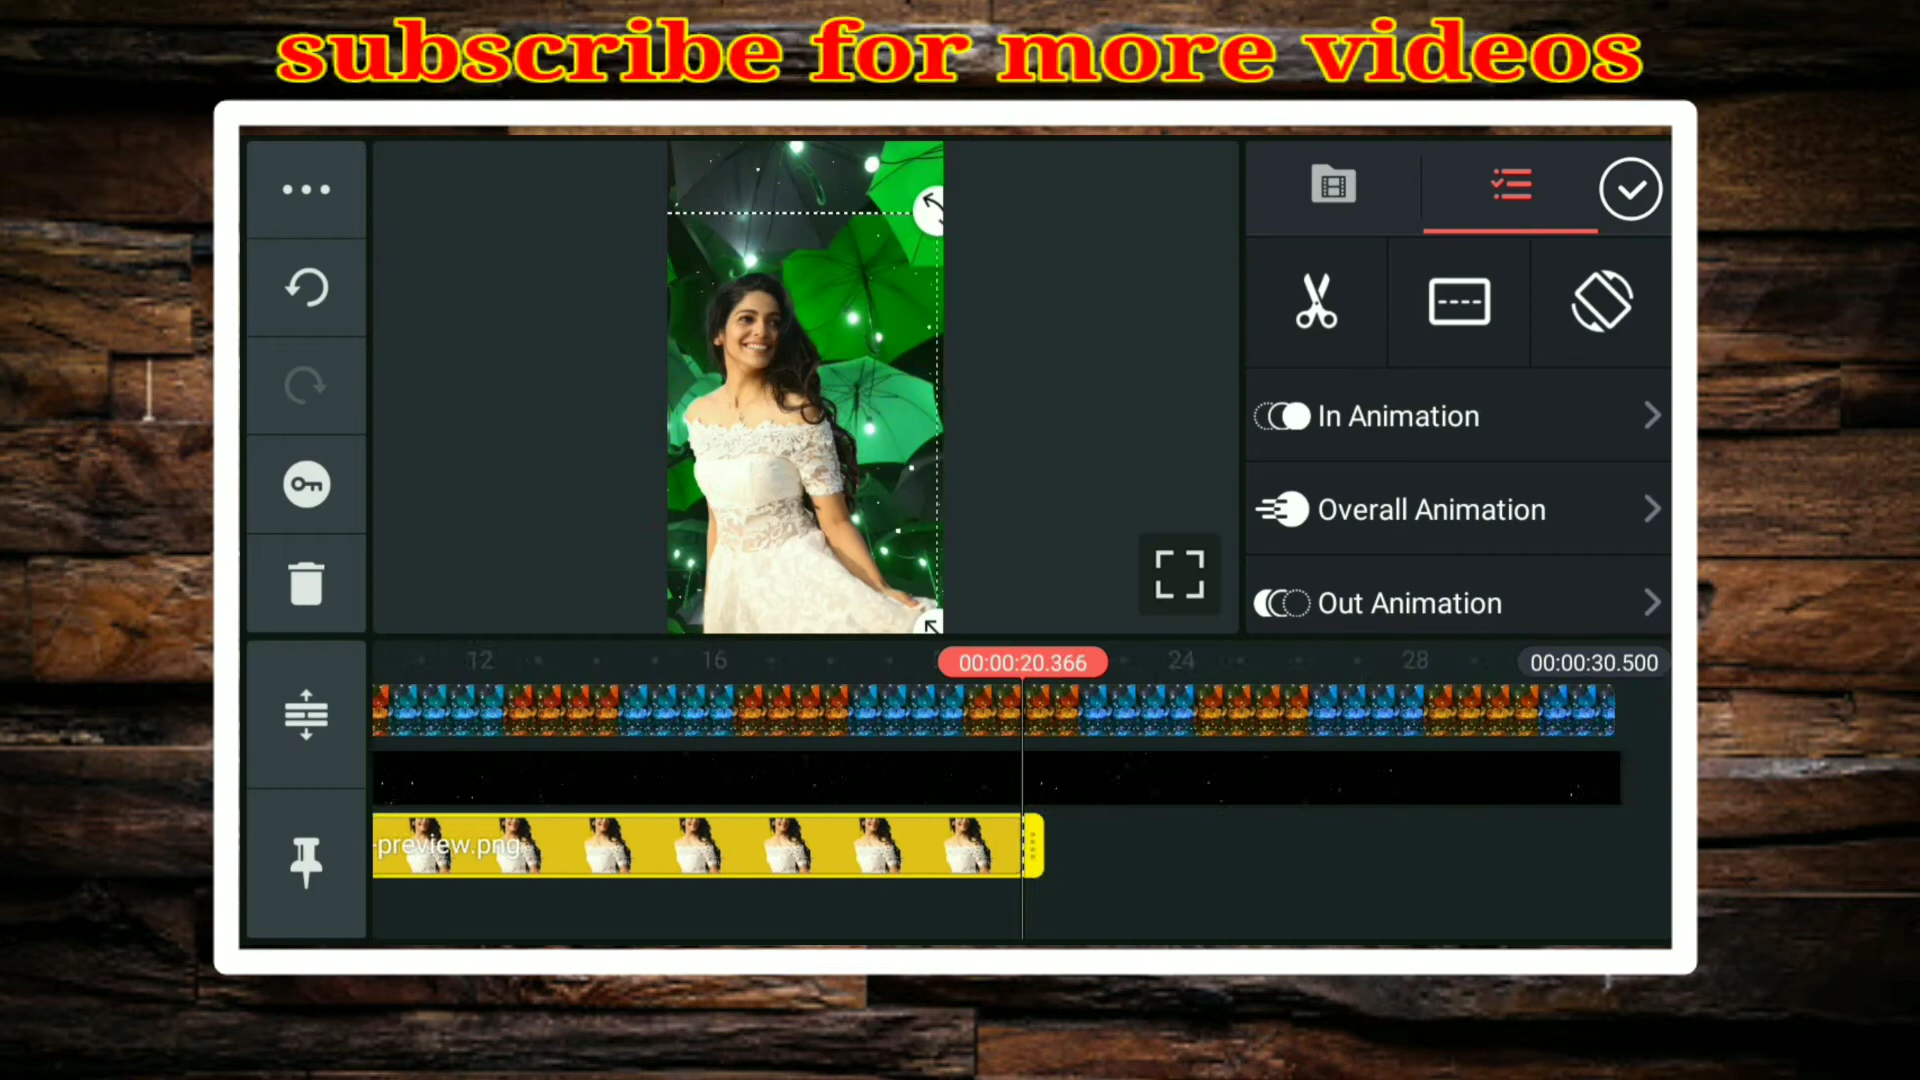 subscribe for more videos
In Animation
Overall Animation
Out Animation
12
16
00:00:20.366
24
28
00:00:30.500
-preview.png